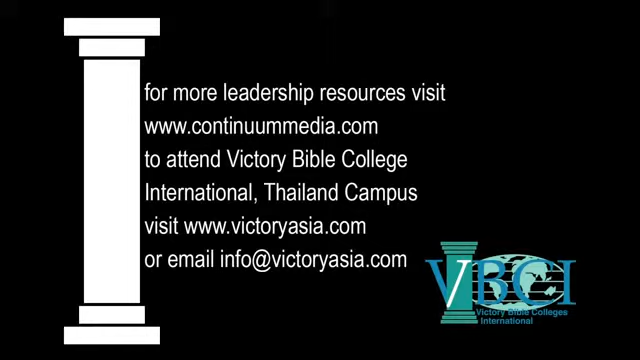 for more leadership resources visit
www.continuummedia.com
to attend Victory Bible College
International, Thailand Campus
visit www.victoryasia.com
or email info@victoryasia.com
VBCI
Victory Bible Colleges
International